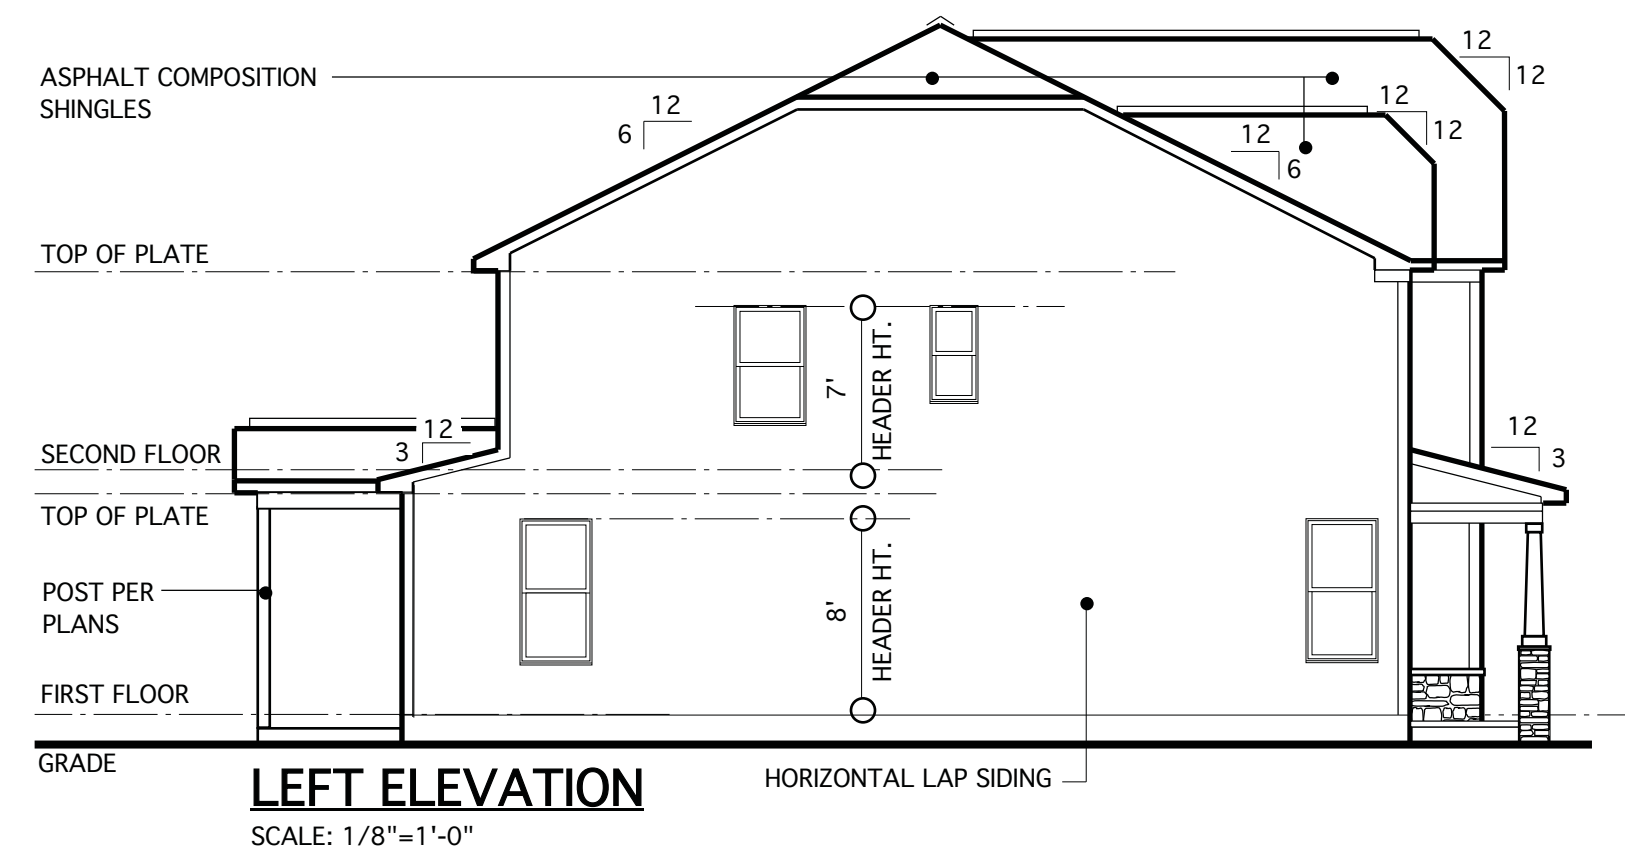 12
12
ASPHALT COMPOSITION
SHINGLES
12
6
12
12
12
6
TOP OF PLATE
7'
HEADER HT.
12
3
12
3
SECOND FLOOR
TOP OF PLATE
8'
HEADER HT.
POST PER
PLANS
FIRST FLOOR
GRADE
LEFT ELEVATION
HORIZONTAL LAP SIDING
SCALE: 1/8"=1'-0"